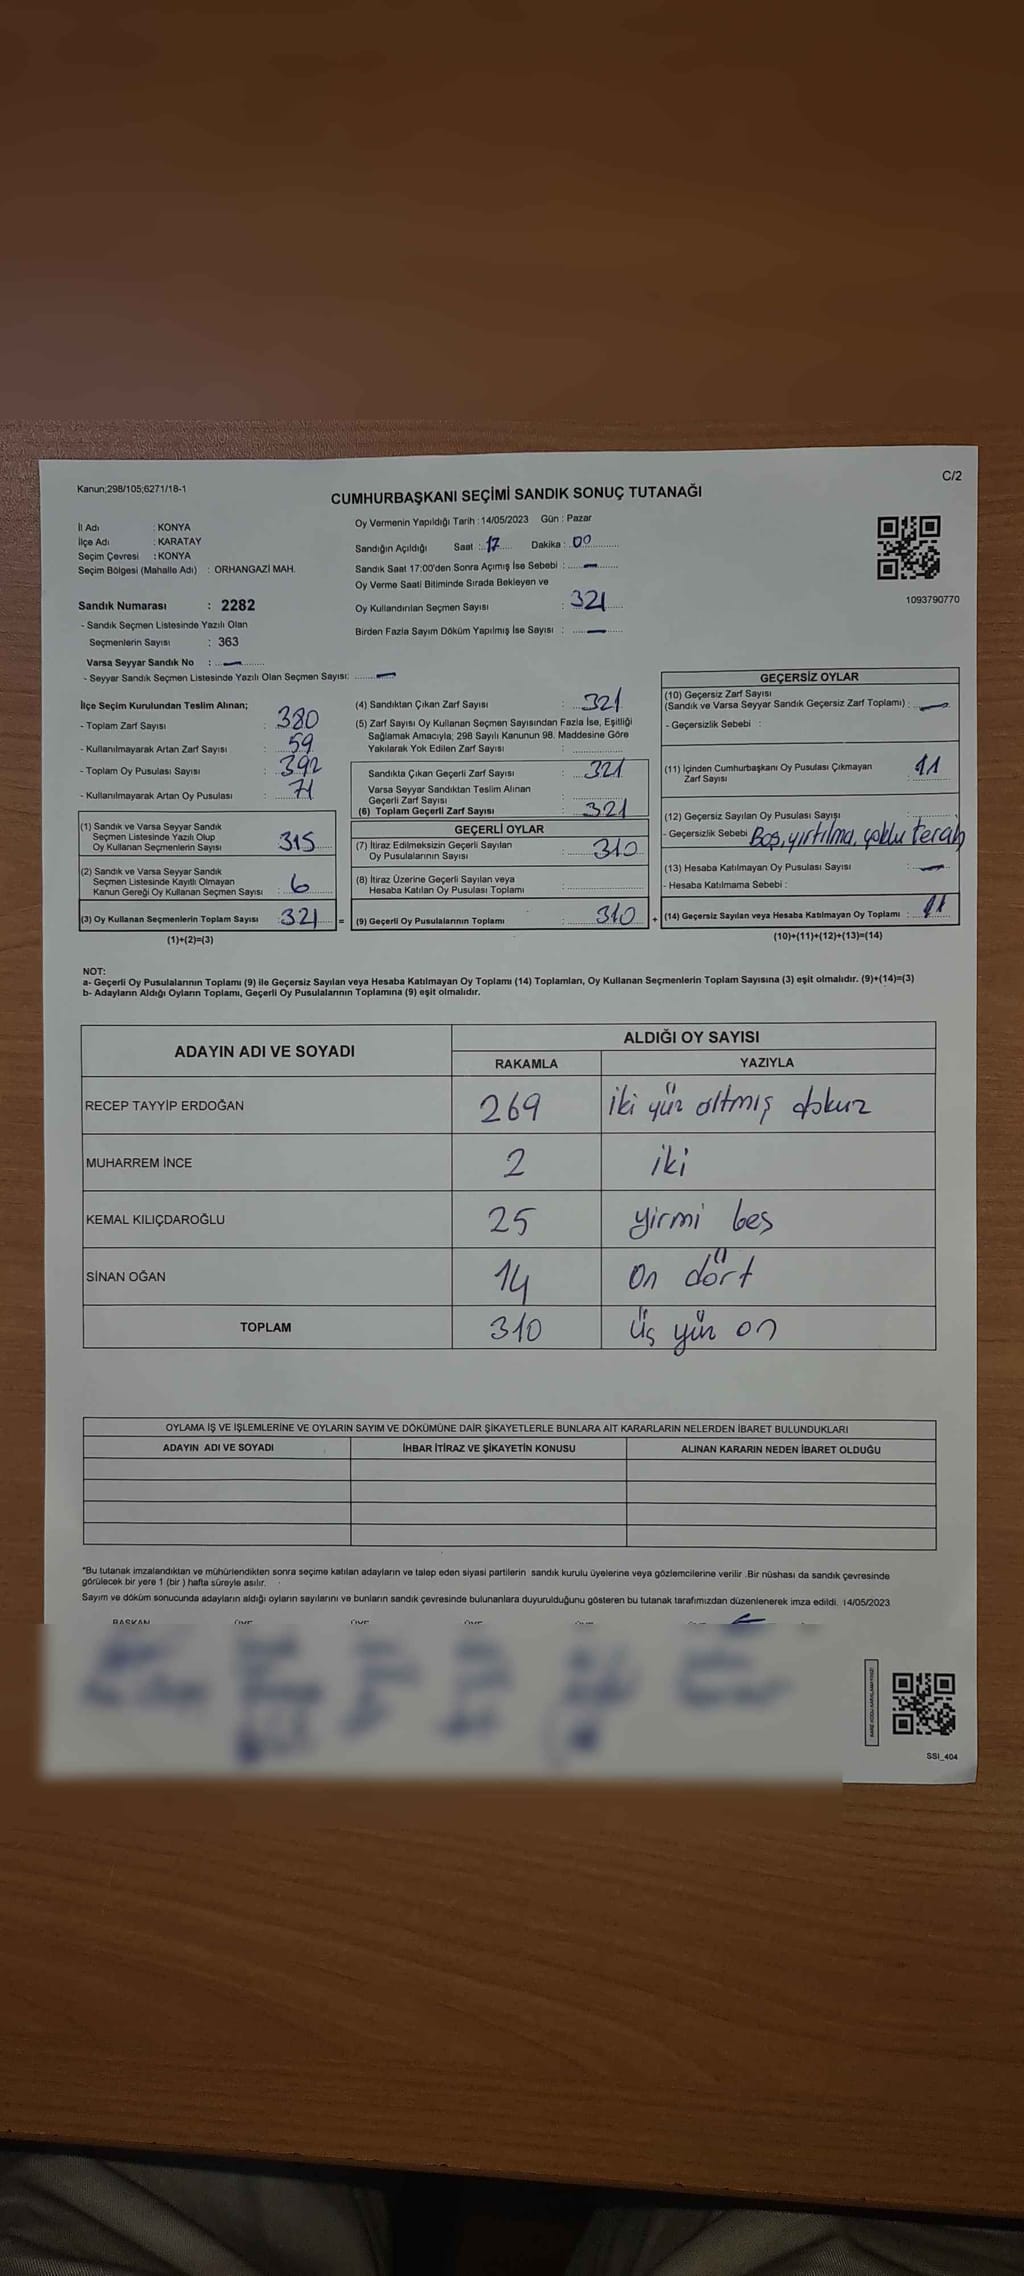 Kanun;298/105;6271/18-1
C/2
CUMHURBAŞKANI SEÇİMİ SANDIK SONUÇ TUTANAĞI
İl Adı : KONYA
İlçe Adı : KARATAY
Seçim Çevresi : KONYA
Seçim Bölgesi (Mahalle Adı) : ORHANGAZİ MAH.
Oy Vermenin Yapıldığı Tarih : 14/05/2023 Gün : Pazar
Sandığın Açıldığı Saat : 17 Dakika : 00
Sandık Saat 17:00'den Sonra Açımış İse Sebebi : —
Oy Verme Saati Bitiminde Sırada Bekleyen ve
Oy Kullandırılan Seçmen Sayısı : 321
Birden Fazla Sayım Döküm Yapılmış İse Sayısı : —
1093790770
Sandık Numarası : 2282
- Sandık Seçmen Listesinde Yazılı Olan
Seçmenlerin Sayısı : 363
Varsa Seyyar Sandık No : —
- Seyyar Sandık Seçmen Listesinde Yazılı Olan Seçmen Sayısı: —
İlçe Seçim Kurulundan Teslim Alınan;
- Toplam Zarf Sayısı : 380
- Kullanılmayarak Artan Zarf Sayısı : 59
- Toplam Oy Pusulası Sayısı : 392
- Kullanılmayarak Artan Oy Pusulası : 71
(1) Sandık ve Varsa Seyyar Sandık
Seçmen Listesinde Yazılı Olup
Oy Kullanan Seçmenlerin Sayısı : 315
(2) Sandık ve Varsa Seyyar Sandık
Seçmen Listesinde Kayıtlı Olmayan
Kanun Gereği Oy Kullanan Seçmen Sayısı : 6
(3) Oy Kullanan Seçmenlerin Toplam Sayısı : 321 =
(1)+(2)=(3)
(4) Sandıktan Çıkan Zarf Sayısı : 321
(5) Zarf Sayısı Oy Kullanan Seçmen Sayısından Fazla İse, Eşitliği
Sağlamak Amacıyla; 298 Sayılı Kanunun 98. Maddesine Göre
Yakılarak Yok Edilen Zarf Sayısı :
Sandıkta Çıkan Geçerli Zarf Sayısı : 321
Varsa Seyyar Sandıktan Teslim Alınan
Geçerli Zarf Sayısı :
(6) Toplam Geçerli Zarf Sayısı : 321
GEÇERLİ OYLAR
(7) İtiraz Edilmeksizin Geçerli Sayılan
Oy Pusulalarının Sayısı : 310
(8) İtiraz Üzerine Geçerli Sayılan veya
Hesaba Katılan Oy Pusulası Toplamı :
(9) Geçerli Oy Pusulalarının Toplamı : 310 +
GEÇERSİZ OYLAR
(10) Geçersiz Zarf Sayısı
(Sandık ve Varsa Seyyar Sandık Geçersiz Zarf Toplamı) : —
- Geçersizlik Sebebi :
(11) İçinden Cumhurbaşkanı Oy Pusulası Çıkmayan
Zarf Sayısı : 11
(12) Geçersiz Sayılan Oy Pusulası Sayısı :
- Geçersizlik Sebebi Boş, yırtılma, çoklu tercih
(13) Hesaba Katılmayan Oy Pusulası Sayısı : —
- Hesaba Katılmama Sebebi :
(14) Geçersiz Sayılan veya Hesaba Katılmayan Oy Toplamı : 11
(10)+(11)+(12)+(13)=(14)
NOT:
a- Geçerli Oy Pusulalarının Toplamı (9) ile Geçersiz Sayılan veya Hesaba Katılmayan Oy Toplamı (14) Toplamları, Oy Kullanan Seçmenlerin Toplam Sayısına (3) eşit olmalıdır. (9)+(14)=(3)
b- Adayların Aldığı Oyların Toplamı, Geçerli Oy Pusulalarının Toplamına (9) eşit olmalıdır.
ADAYIN ADI VE SOYADI
ALDIĞI OY SAYISI
RAKAMLA YAZIYLA
RECEP TAYYİP ERDOĞAN 269 iki yüz altmış dokuz
MUHARREM İNCE 2 iki
KEMAL KILIÇDAROĞLU 25 yirmi beş
SİNAN OĞAN 14 On dört
TOPLAM 310 üç yüz on
OYLAMA İŞ VE İŞLEMLERİNE VE OYLARIN SAYIM VE DÖKÜMÜNE DAİR ŞİKAYETLERLE BUNLARA AİT KARARLARIN NELERDEN İBARET BULUNDUKLARI
ADAYIN ADI VE SOYADI İHBAR İTİRAZ VE ŞİKAYETİN KONUSU ALINAN KARARIN NEDEN İBARET OLDUĞU
*Bu tutanak imzalandıktan ve mühürlendikten sonra seçime katılan adayların ve talep eden siyasi partilerin sandık kurulu üyelerine veya gözlemcilerine verilir .Bir nüshası da sandık çevresinde
görülecek bir yere 1 (bir ) hafta süreyle asılır.
Sayım ve döküm sonucunda adayların aldığı oyların sayılarını ve bunların sandık çevresinde bulunanlara duyurulduğunu gösteren bu tutanak tarafımızdan düzenlenerek imza edildi. 14/05/2023
BAŞKAN ÜYE ÜYE ÜYE
SSI_404